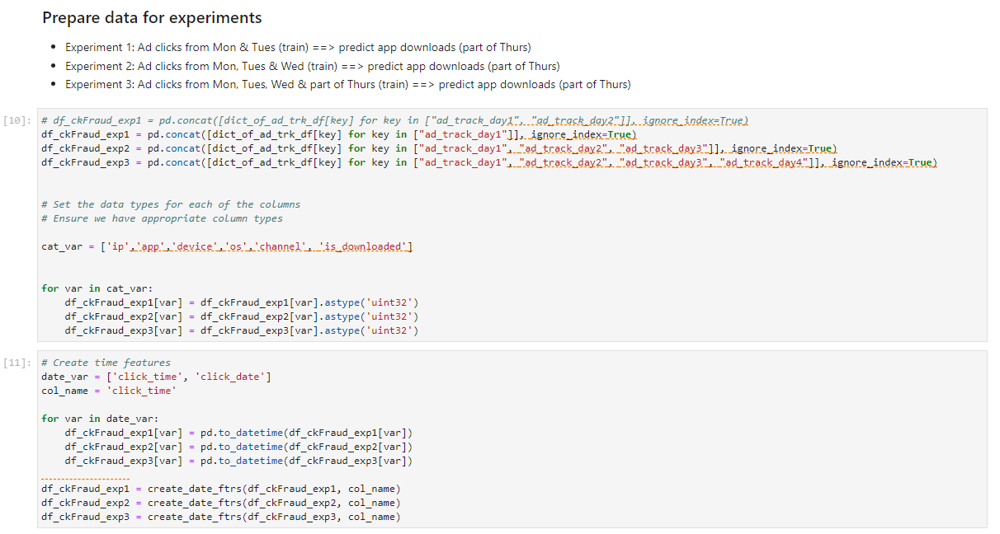 Prepare data for experiments
• Experiment 1: Ad clicks from Mon & Tues (train) ==> predict app downloads (part of Thurs)
• Experiment 2: Ad clicks from Mon, Tues & Wed (train) ==> predict app downloads (part of Thurs)
• Experiment 3: Ad clicks from Mon, Tues, Wed & part of Thurs (train) ==> predict app downloads (part of Thurs)
[10]: # df_ckFraud_exp1 = pd.concat([dict_of_ad_trk_df[key] for key in ["ad_track_day1", "ad_track_day2"]], ignore_index=True)
df_ckFraud_exp1 = pd.concat([dict_of_ad_trk_df[key] for key in ["ad_track_day1"]], ignore_index=True)
df_ckFraud_exp2 = pd.concat([dict_of_ad_trk_df[key] for key in ["ad_track_day1", "ad_track_day2", "ad_track_day3"]], ignore_index=True)
df_ckFraud_exp3 = pd.concat([dict_of_ad_trk_df[key] for key in ["ad_track_day1", "ad_track_day2", "ad_track_day3", "ad_track_day4"]], ignore_index=True)
# Set the data types for each of the columns
# Ensure we have appropriate column types
cat_var = ['ip','app','device','os','channel', 'is_downloaded']
for var in cat_var:
    df_ckFraud_exp1[var] = df_ckFraud_exp1[var].astype('uint32')
    df_ckFraud_exp2[var] = df_ckFraud_exp2[var].astype('uint32')
    df_ckFraud_exp3[var] = df_ckFraud_exp3[var].astype('uint32')
[11]: # Create time features
date_var = ['click_time', 'click_date']
col_name = 'click_time'
for var in date_var:
    df_ckFraud_exp1[var] = pd.to_datetime(df_ckFraud_exp1[var])
    df_ckFraud_exp2[var] = pd.to_datetime(df_ckFraud_exp2[var])
    df_ckFraud_exp3[var] = pd.to_datetime(df_ckFraud_exp3[var])
df_ckFraud_exp1 = create_date_ftrs(df_ckFraud_exp1, col_name)
df_ckFraud_exp2 = create_date_ftrs(df_ckFraud_exp2, col_name)
df_ckFraud_exp3 = create_date_ftrs(df_ckFraud_exp3, col_name)